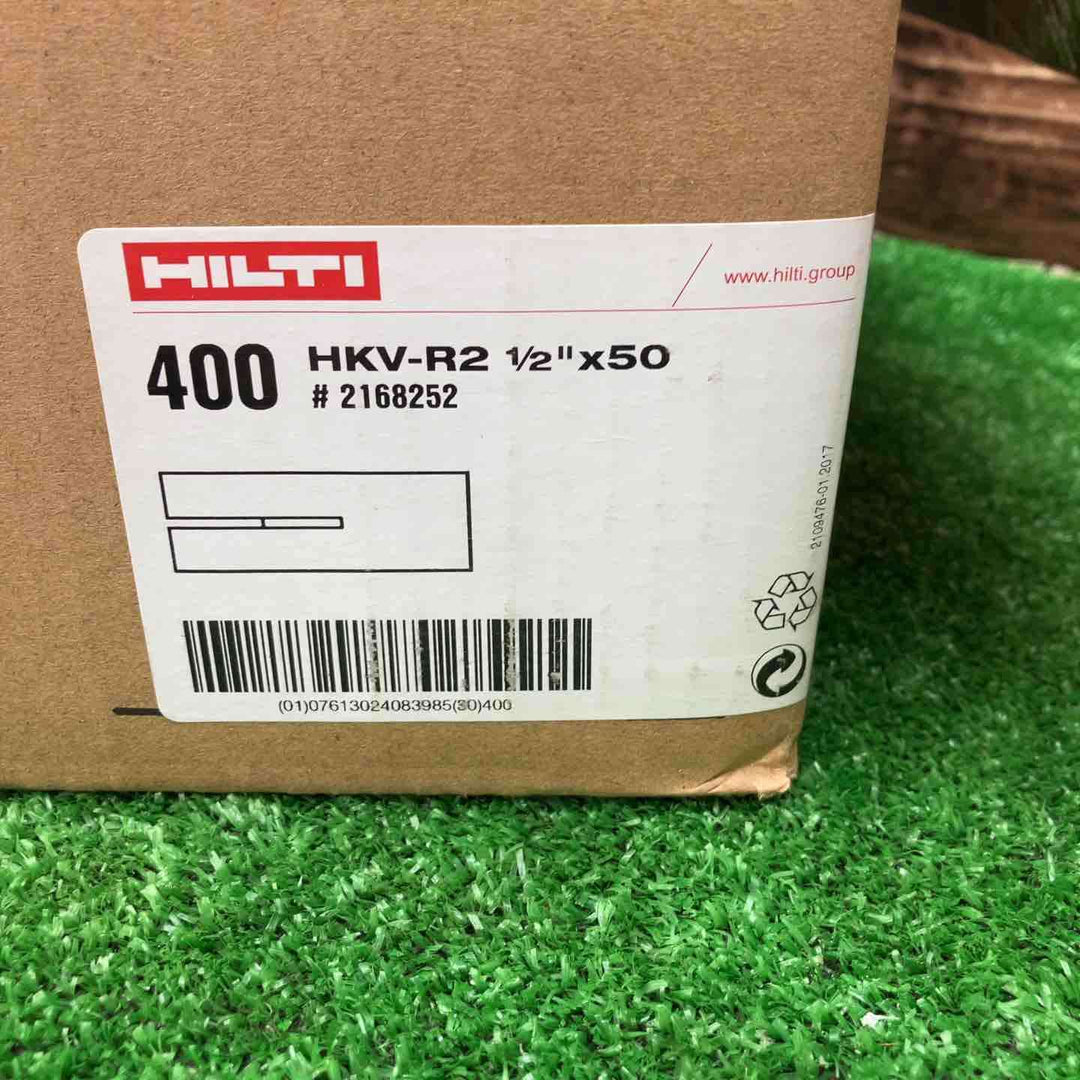 HILTI
www.hilti.group
400
HKV-R2 ½"x50
# 2168252
2109476-01.2017
(01)07613024083985(30)400